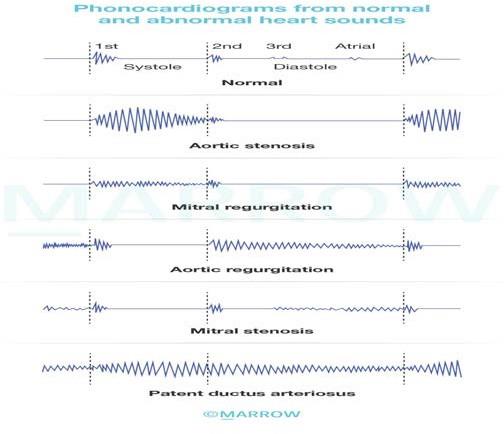 Phonocardiograms from normal
and abnormal heart sounds
1st 2nd 3rd Atrial
Systole Diastole
Normal
Aortic stenosis
Mitral regurgitation
MARROW
Aortic regurgitation
Mitral stenosis
Patent ductus arteriosus
©MARROW